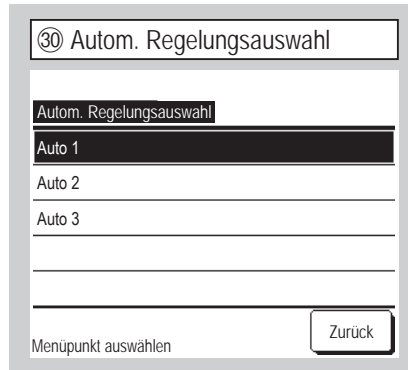 ㉚ Autom. Regelungsauswahl
Autom. Regelungsauswahl
Auto 1
Auto 2
Auto 3
Menüpunkt auswählen
Zurück